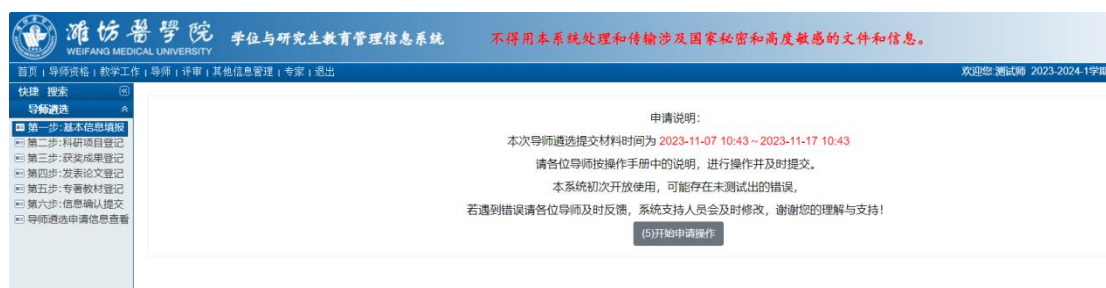 濰坊醫學院
WEIFANG MEDICAL UNIVERSITY
学位与研究生教育管理信息系统
不得用本系统处理和传输涉及国家秘密和高度敏感的文件和信息。
首页 | 导师资格 | 教学工作 | 导师 | 评审 | 其他信息管理 | 专家 | 退出
欢迎您:测试师 2023-2024-1学期
快捷 搜索
导师遴选
第一步:基本信息填报
第二步:科研项目登记
第三步:获奖成果登记
第四步:发表论文登记
第五步:专著教材登记
第六步:信息确认提交
导师遴选申请信息查看
申请说明:
本次导师遴选提交材料时间为 2023-11-07 10:43～2023-11-17 10:43
请各位导师按操作手册中的说明，进行操作并及时提交。
本系统初次开放使用，可能存在未测试出的错误，
若遇到错误请各位导师及时反馈，系统支持人员会及时修改，谢谢您的理解与支持!
(5)开始申请操作